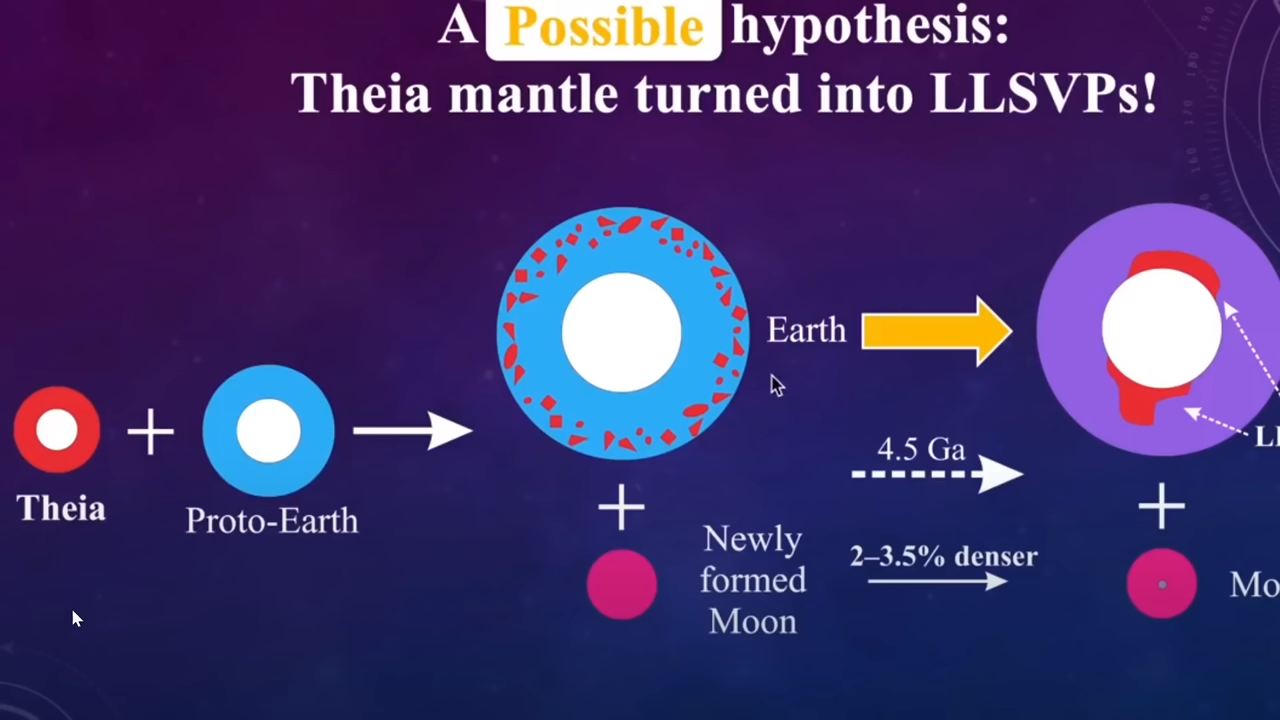 A Possible hypothesis:
Theia mantle turned into LLSVPs!
Earth
4.5 Ga
Theia
Proto-Earth
Newly
formed
Moon
2–3.5% denser